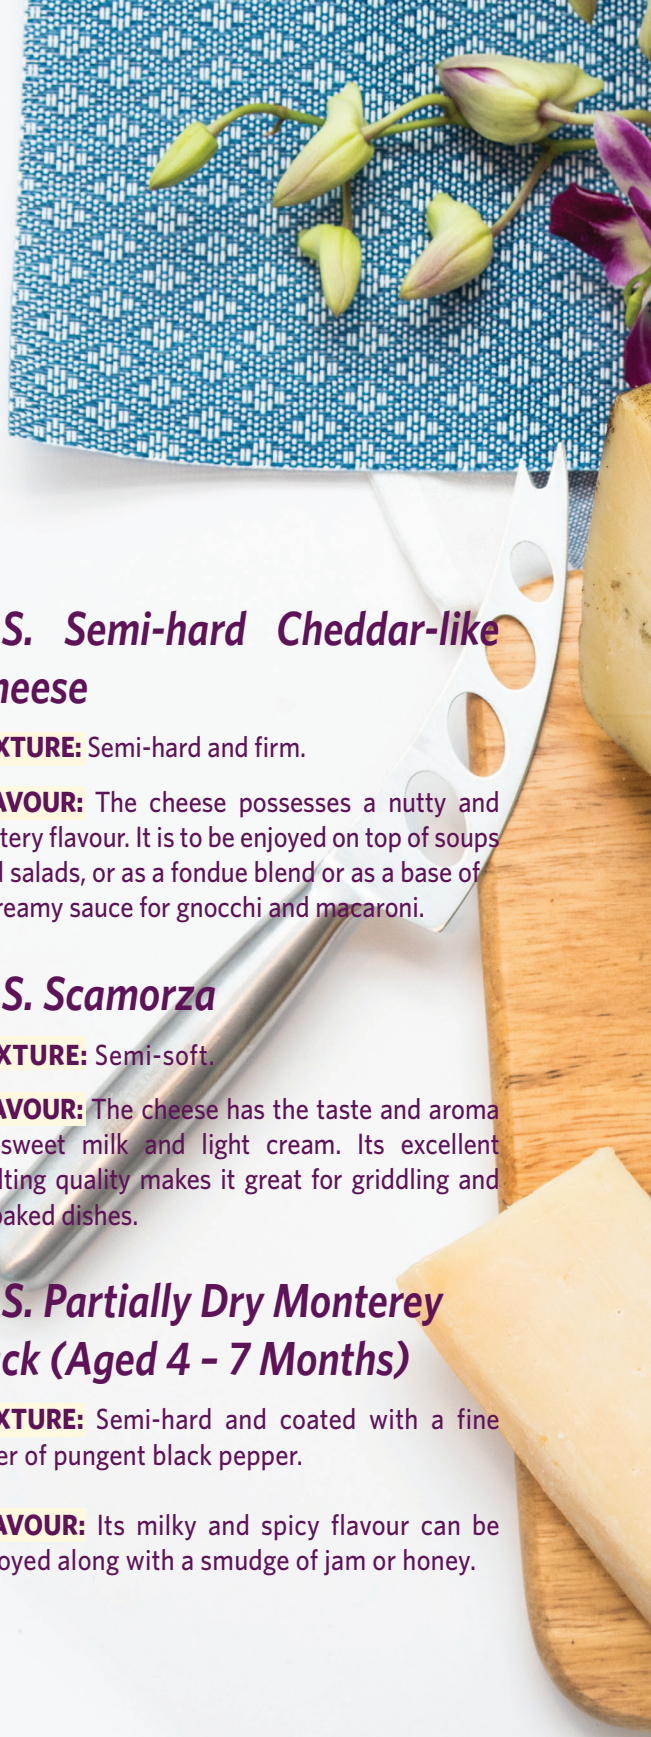 S. Semi-hard Cheddar-like
heese
XTURE: Semi-hard and firm.
AVOUR: The cheese possesses a nutty and
tery flavour. It is to be enjoyed on top of soups
salads, or as a fondue blend or as a base of
reamy sauce for gnocchi and macaroni.
S. Scamorza
XTURE: Semi-soft.
AVOUR: The cheese has the taste and aroma
sweet milk and light cream. Its excellent
lting quality makes it great for griddling and
baked dishes.
S. Partially Dry Monterey
ck (Aged 4 – 7 Months)
XTURE: Semi-hard and coated with a fine
er of pungent black pepper.
AVOUR: Its milky and spicy flavour can be
oyed along with a smudge of jam or honey.